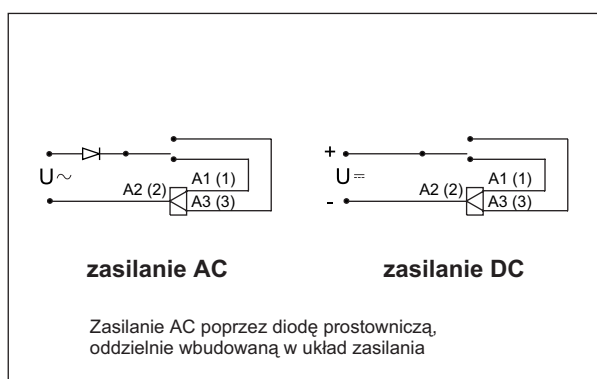 U～
A2 (2)
A1 (1)
A3 (3)
zasilanie AC
+
U⎓
-
A2 (2)
A1 (1)
A3 (3)
zasilanie DC
Zasilanie AC poprzez diodę prostowniczą,
oddzielnie wbudowaną w układ zasilania